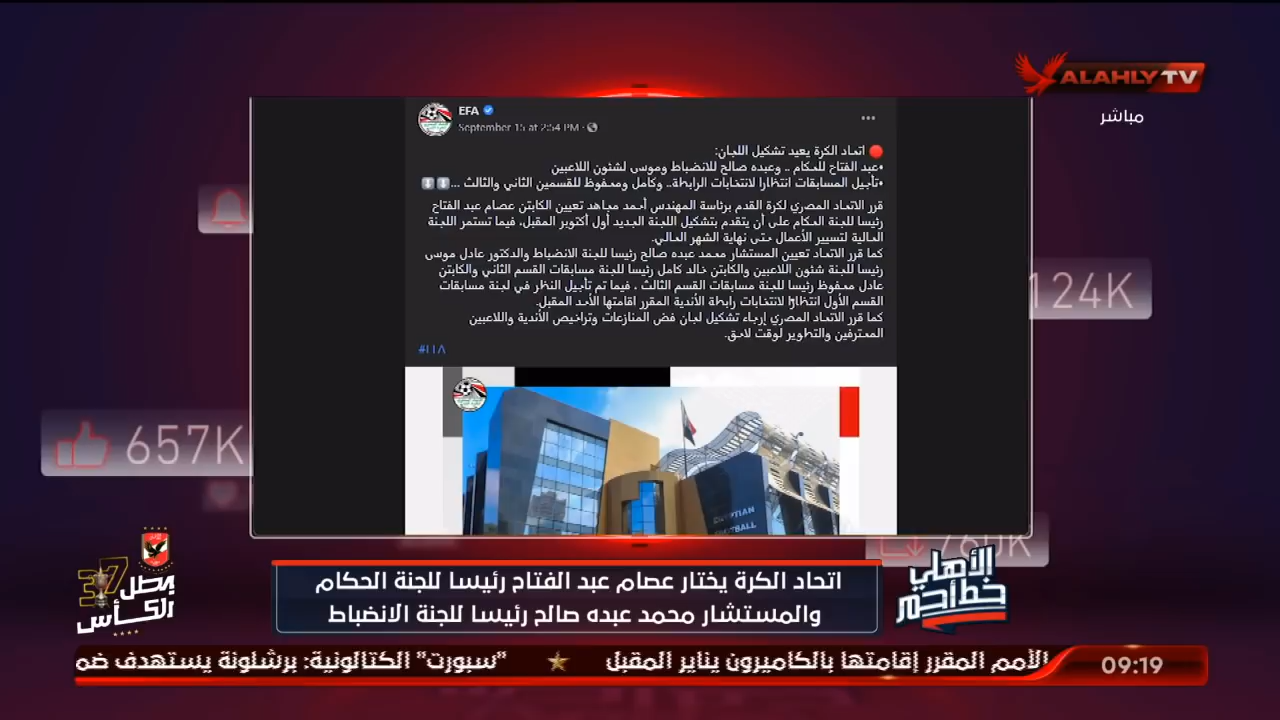 ALAHLY TV
مباشر
EFA
September 15 at 2:54 PM
🔴 اتحاد الكرة يعيد تشكيل اللجان:
•عبد الفتاح للحكام .. وعبده صالح للانضباط وموسى لشئون اللاعبين
•تأجيل المسابقات انتظارا لانتخابات الرابطة.. وكامل ومحفوظ للقسمين الثاني والثالث ...⬇️⬇️
قرر الاتحاد المصري لكرة القدم برئاسة المهندس أحمد مجاهد تعيين الكابتن عصام عبد الفتاح
رئيسا للجنة الحكام على أن يتقدم بتشكيل اللجنة الجديد أول أكتوبر المقبل، فيما تستمر اللجنة
الحالية لتسيير الأعمال حتى نهاية الشهر الحالي.
كما قرر الاتحاد تعيين المستشار محمد عبده صالح رئيسا للجنة الانضباط والدكتور عادل موسى
رئيسا للجنة شئون اللاعبين والكابتن خالد كامل رئيسا للجنة مسابقات القسم الثاني والكابتن
عادل محفوظ رئيسا للجنة مسابقات القسم الثالث ، فيما تم تأجيل النظر في لجنة مسابقات
القسم الأول انتظارًا لانتخابات رابطة الأندية المقرر اقامتها الأحد المقبل.
كما قرر الاتحاد المصري إرجاء تشكيل لجان فض المنازعات وتراخيص الأندية واللاعبين
المحترفين والتطوير لوقت لاحق.
#١١٨
124K
657K
760K
EGYPTIAN
FOOTBALL
بطل
الكأس
37
اتحاد الكرة يختار عصام عبد الفتاح رئيسا للجنة الحكام
والمستشار محمد عبده صالح رئيسا للجنة الانضباط
الأهلي
خط أحمر
الأمم المقرر إقامتها بالكاميرون يناير المقبل ★ "سبورت" الكتالونية: برشلونة يستهدف ضم
09:19